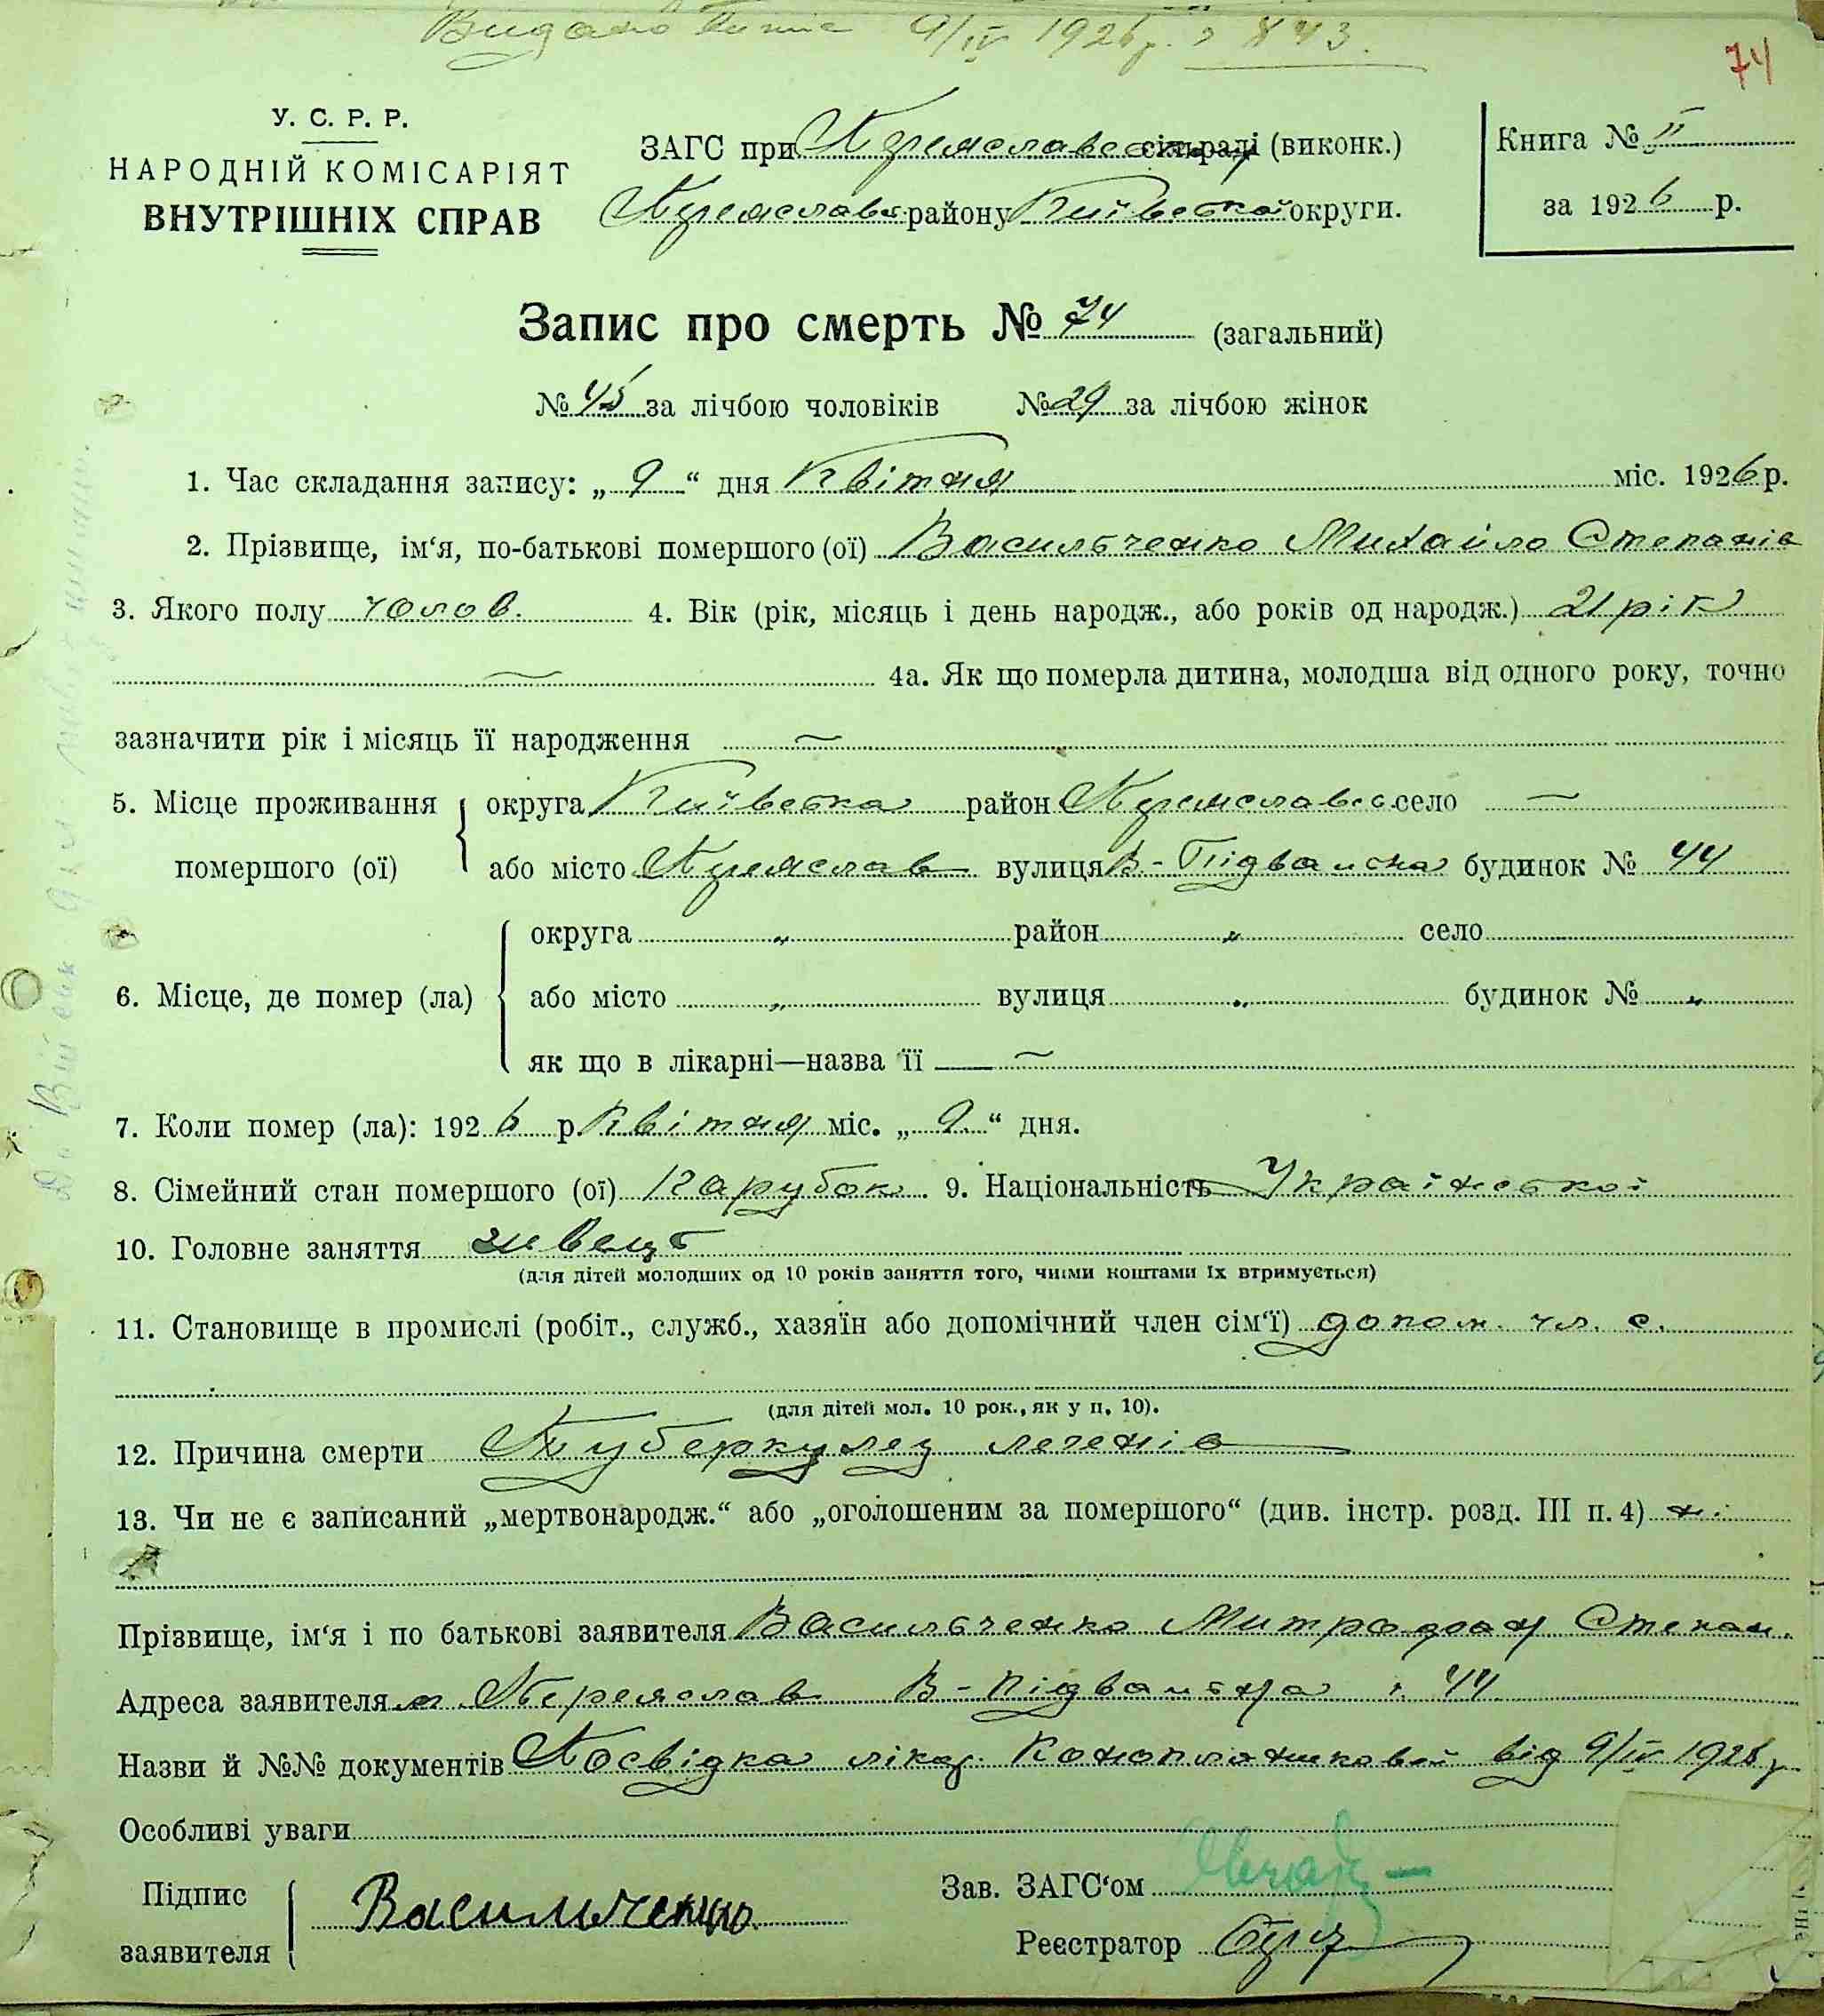 Видано Витяг 9/IV 1926 р. № 843.
74
У. С. Р. Р.
НАРОДНІЙ КОМІСАРІЯТ
ВНУТРІШНІХ СПРАВ
ЗАГС при Переяславськ. сільраді (виконк.)
Переяславськ. району Київської округи.
Книга № II
за 1926 р.
Запис про смерть № 74 (загальний)
№ 45 за лічбою чоловіків № 29 за лічбою жінок
1. Час складання запису: „ 9 “ дня Квітня міс. 1926 р.
2. Прізвище, ім‘я, по-батькові помершого (ої) Васильченко Михайло Степанів
3. Якого полу чолов. 4. Вік (рік, місяць і день народж., або років од народж.) 21 рік
— 4а. Як що померла дитина, молодша від одного року, точно
зазначити рік і місяць її народження —
5. Місце проживання помершого (ої) округа Київська район Переяславс. село —
або місто Переяслав вулиця В-Підвальна будинок № 44
6. Місце, де помер (ла) округа „ район „ село
або місто „ вулиця „ будинок № „
як що в лікарні—назва її —
7. Коли помер (ла): 1926 р. Квітня міс. „ 9. “ дня.
8. Сімейний стан помершого (ої) Парубок. 9. Національність Української
10. Головне заняття швець
(для дітей молодших од 10 років заняття того, чиїми коштами їх втримується)
11. Становище в промислі (робіт., служб., хазяїн або допомічний член сім‘ї) допом. чл. с.
(для дітей мол. 10 рок., як у п. 10).
12. Причина смерти Туберкулез легенів
13. Чи не є записаний „мертвонародж.“ або „оголошеним за помершого“ (див. інстр. розд. III п. 4) ні
Прізвище, ім‘я і по батькові заявителя Васильченко Митрофан Степан.
Адреса заявителя м. Переяслав В-Підвальна 44
Назви й №№ документів Посвідка лікар. Коноплянникової від 9/IV 1926 р.
Особливі уваги
Підпис заявителя Васильченко
Зав. ЗАГС‘ом
Реєстратор